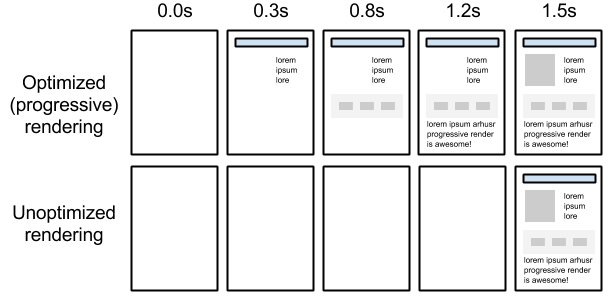 0.0s 0.3s 0.8s 1.2s 1.5s
Optimized
(progressive)
rendering
lorem
ipsum
lore
lorem
ipsum
lore
lorem
ipsum
lore
lorem ipsum arhusr
progressive render
is awesome!
lorem
ipsum
lore
lorem ipsum arhusr
progressive render
is awesome!
Unoptimized
rendering
lorem
ipsum
lore
lorem ipsum arhusr
progressive render
is awesome!